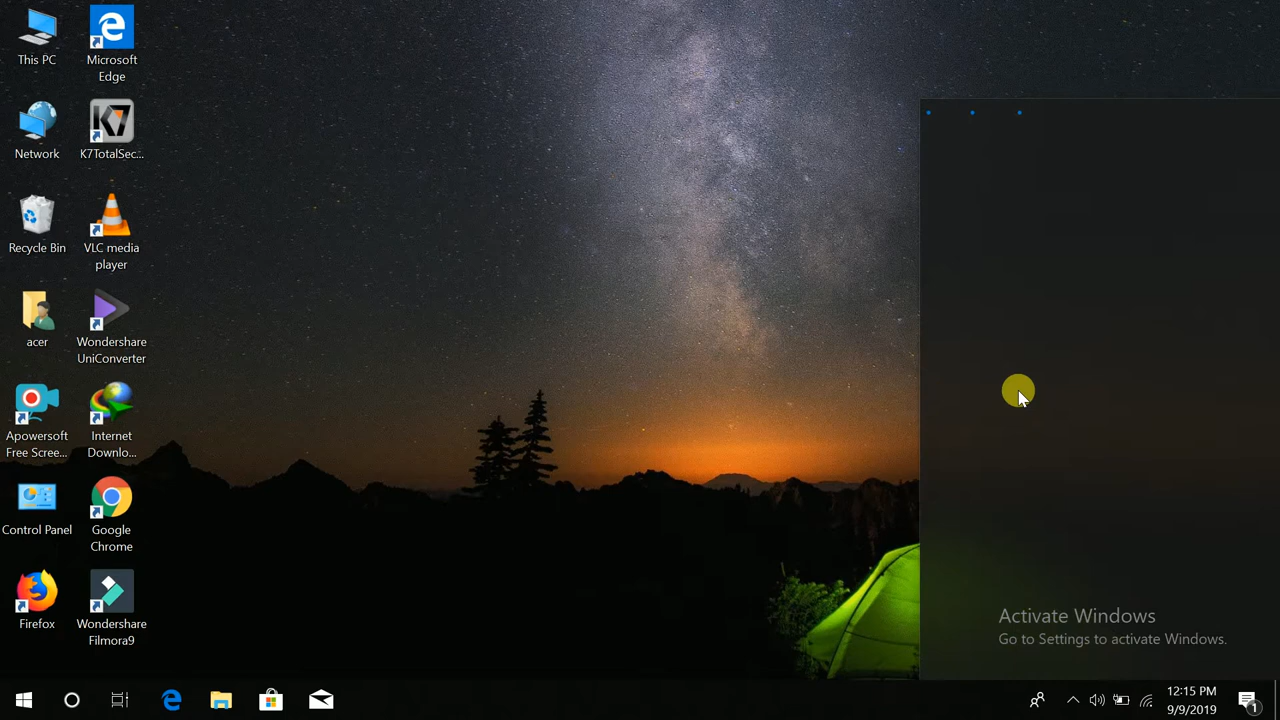 This PC
Microsoft
Edge
Network
K7TotalSec...
Recycle Bin
VLC media
player
acer
Wondershare
UniConverter
Apowersoft
Free Scree...
Internet
Downlo...
Control Panel
Google
Chrome
Firefox
Wondershare
Filmora9
Activate Windows
Go to Settings to activate Windows.
12:15 PM
9/9/2019
1